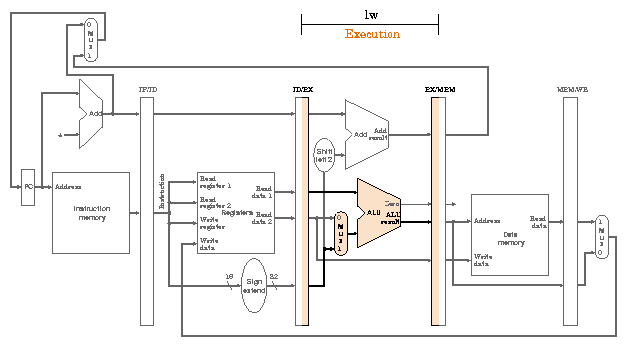 lw
Execution
0
M
u
x
1
IF/ID
ID/EX
EX/MEM
MEM/WB
Add
4
Add
Add
result
Shift
left 2
PC
Address
Instruction
memory
Instruction
Read
register 1
Read
register 2
Registers
Write
register
Write
data
Read
data 1
Read
data 2
0
M
u
x
1
Zero
ALU
ALU
result
Address
Read
data
Data
memory
Write
data
1
M
u
x
0
16
Sign
extend
32